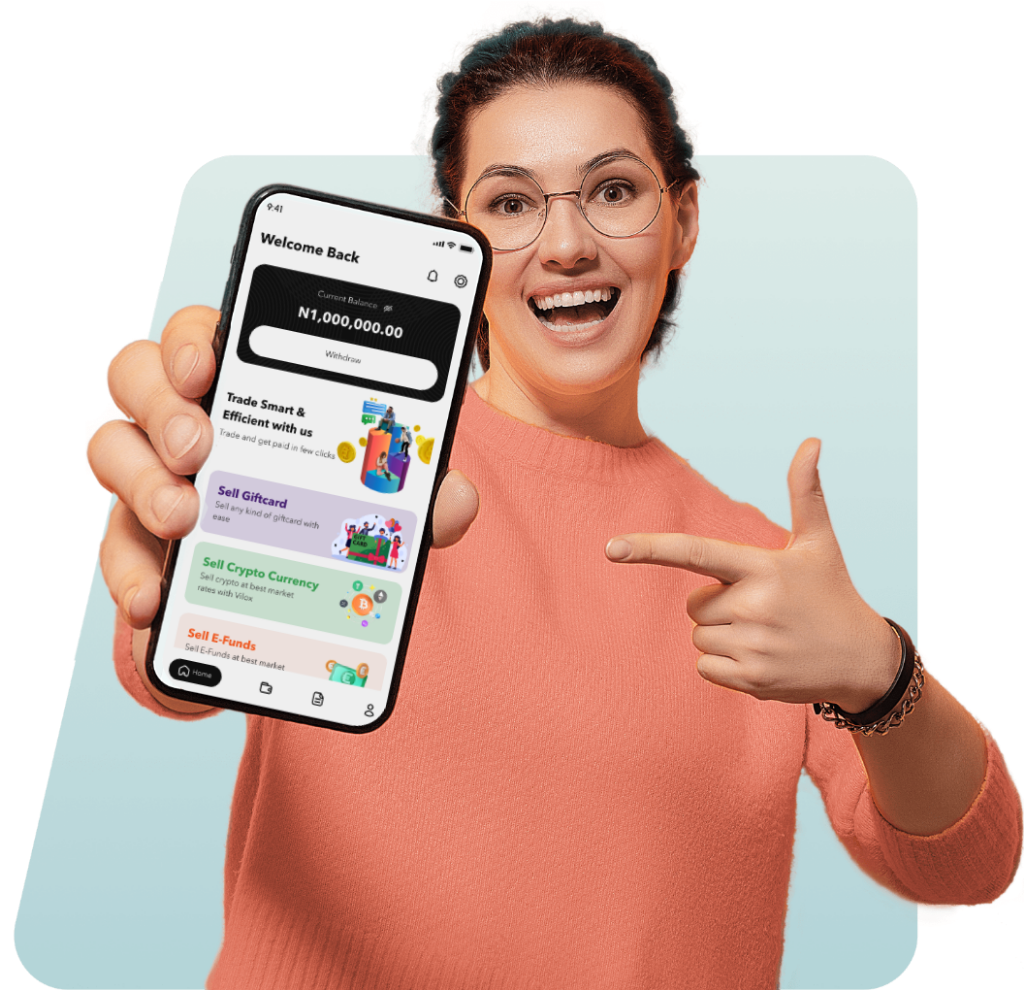 9:41
Welcome Back
Current Balance
N1,000,000.00
Withdraw
Trade Smart &
Efficient with us
Trade and get paid in few clicks
Sell Giftcard
Sell any kind of giftcard with
ease
GIFT
CARD
Sell Crypto Currency
Sell crypto at best market
rates with Vilox
Sell E-Funds
Sell E-Funds at best market
Home